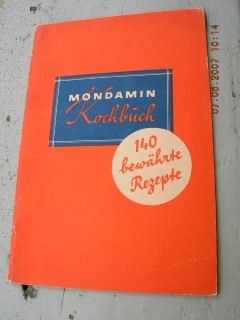 MONDAMIN
Kochbuch
140
bewährte
Rezepte
07.08.2007 10:14